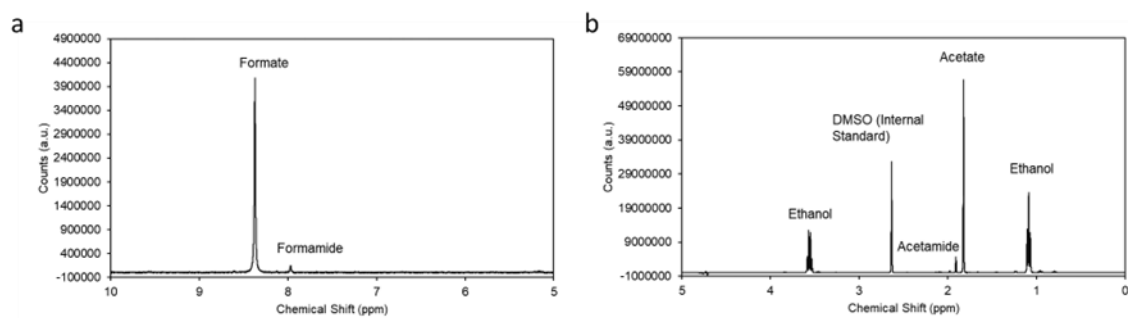 a
4900000
4400000
3900000
3400000
2900000
2400000
1900000
1400000
900000
400000
-100000
Counts (a.u.)
Formate
Formamide
10
9
8
7
6
5
Chemical Shift (ppm)
b
69000000
59000000
49000000
39000000
29000000
19000000
9000000
-1000000
Counts (a.u.)
Acetate
DMSO (Internal
Standard)
Ethanol
Ethanol
Acetamide
5
4
3
2
1
0
Chemical Shift (ppm)